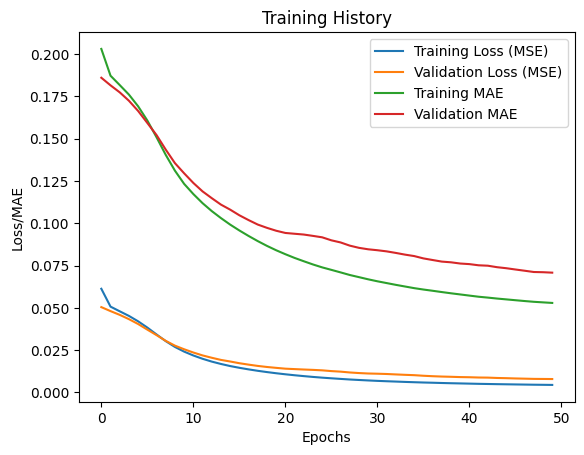 Training History
Training Loss (MSE)
Validation Loss (MSE)
Training MAE
Validation MAE
Loss/MAE
0.200
0.175
0.150
0.125
0.100
0.075
0.050
0.025
0.000
0 10 20 30 40 50
Epochs